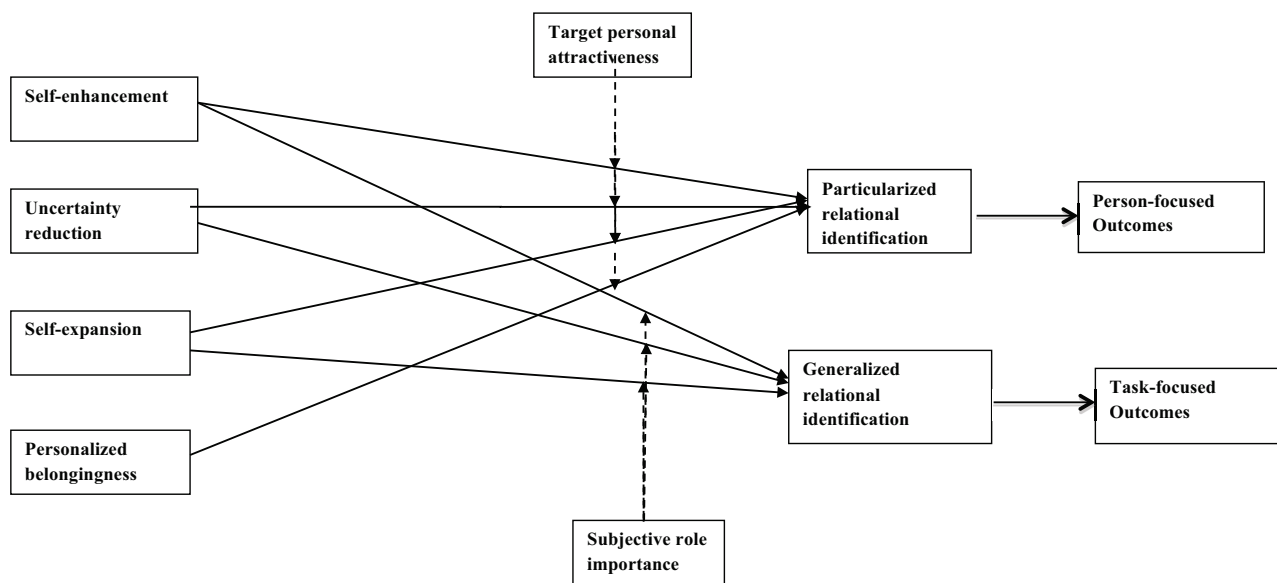 Target personal
attractiveness
Self-enhancement
Uncertainty
reduction
Self-expansion
Personalized
belongingness
Particularized
relational
identification
Person-focused
Outcomes
Generalized
relational
identification
Task-focused
Outcomes
Subjective role
importance